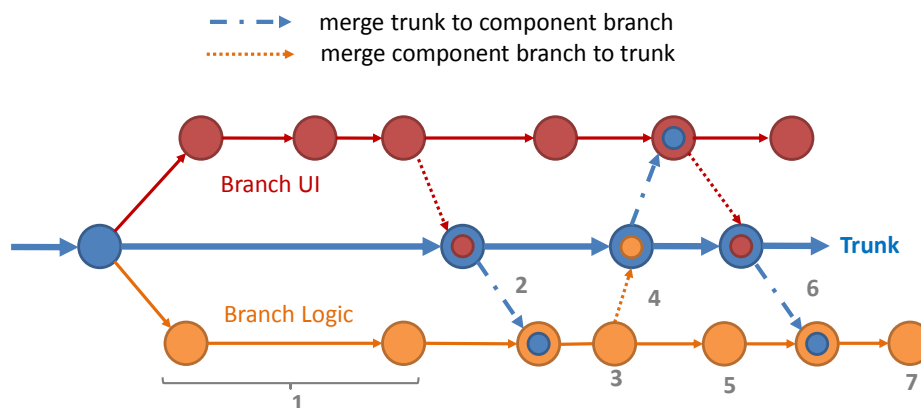 merge trunk to component branch
merge component branch to trunk
Branch UI
Trunk
2
4
6
Branch Logic
1
3
5
7